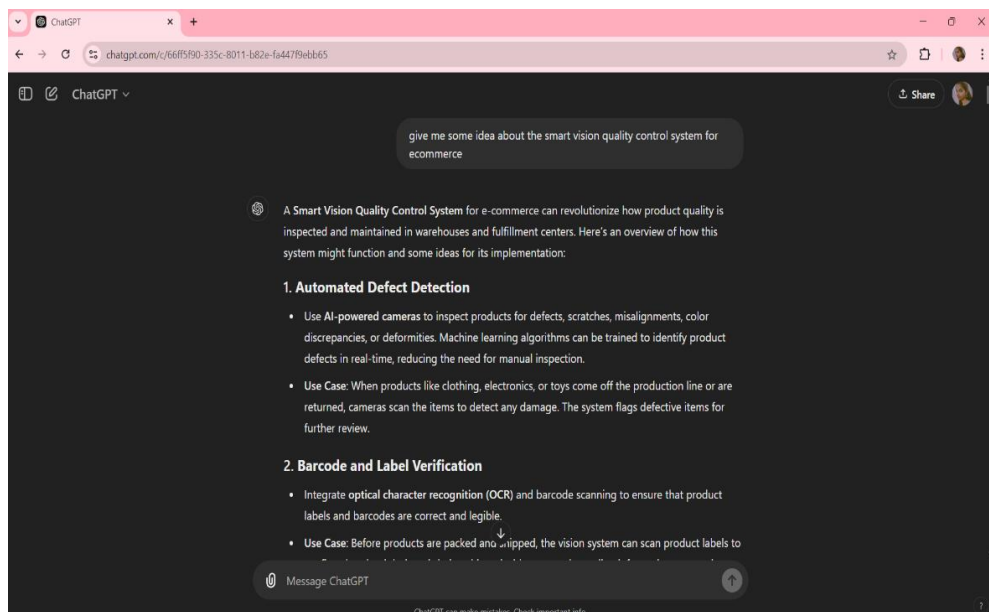 ChatGPT
chatgpt.com/c/66ff5f90-335c-8011-b82e-fa447f9ebb65
ChatGPT
Share
give me some idea about the smart vision quality control system for
ecommerce
A Smart Vision Quality Control System for e-commerce can revolutionize how product quality is
inspected and maintained in warehouses and fulfillment centers. Here's an overview of how this
system might function and some ideas for its implementation:
1. Automated Defect Detection
• Use AI-powered cameras to inspect products for defects, scratches, misalignments, color
discrepancies, or deformities. Machine learning algorithms can be trained to identify product
defects in real-time, reducing the need for manual inspection.
• Use Case: When products like clothing, electronics, or toys come off the production line or are
returned, cameras scan the items to detect any damage. The system flags defective items for
further review.
2. Barcode and Label Verification
• Integrate optical character recognition (OCR) and barcode scanning to ensure that product
labels and barcodes are correct and legible.
• Use Case: Before products are packed and shipped, the vision system can scan product labels to
Message ChatGPT
ChatGPT can make mistakes. Check important info.
?